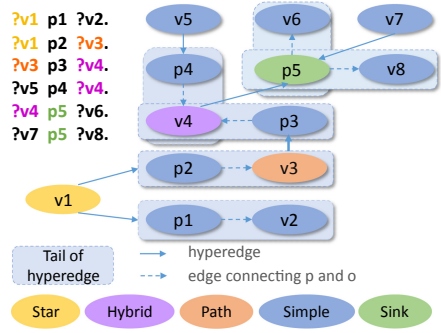 ?v1 p1 ?v2.
?v1 p2 ?v3.
?v3 p3 ?v4.
?v5 p4 ?v4.
?v4 p5 ?v6.
?v7 p5 ?v8.
v5
v6
v7
p4
p5
v8
v4
p3
p2
v3
v1
p1
v2
Tail of
hyperedge
hyperedge
edge connecting p and o
Star
Hybrid
Path
Simple
Sink